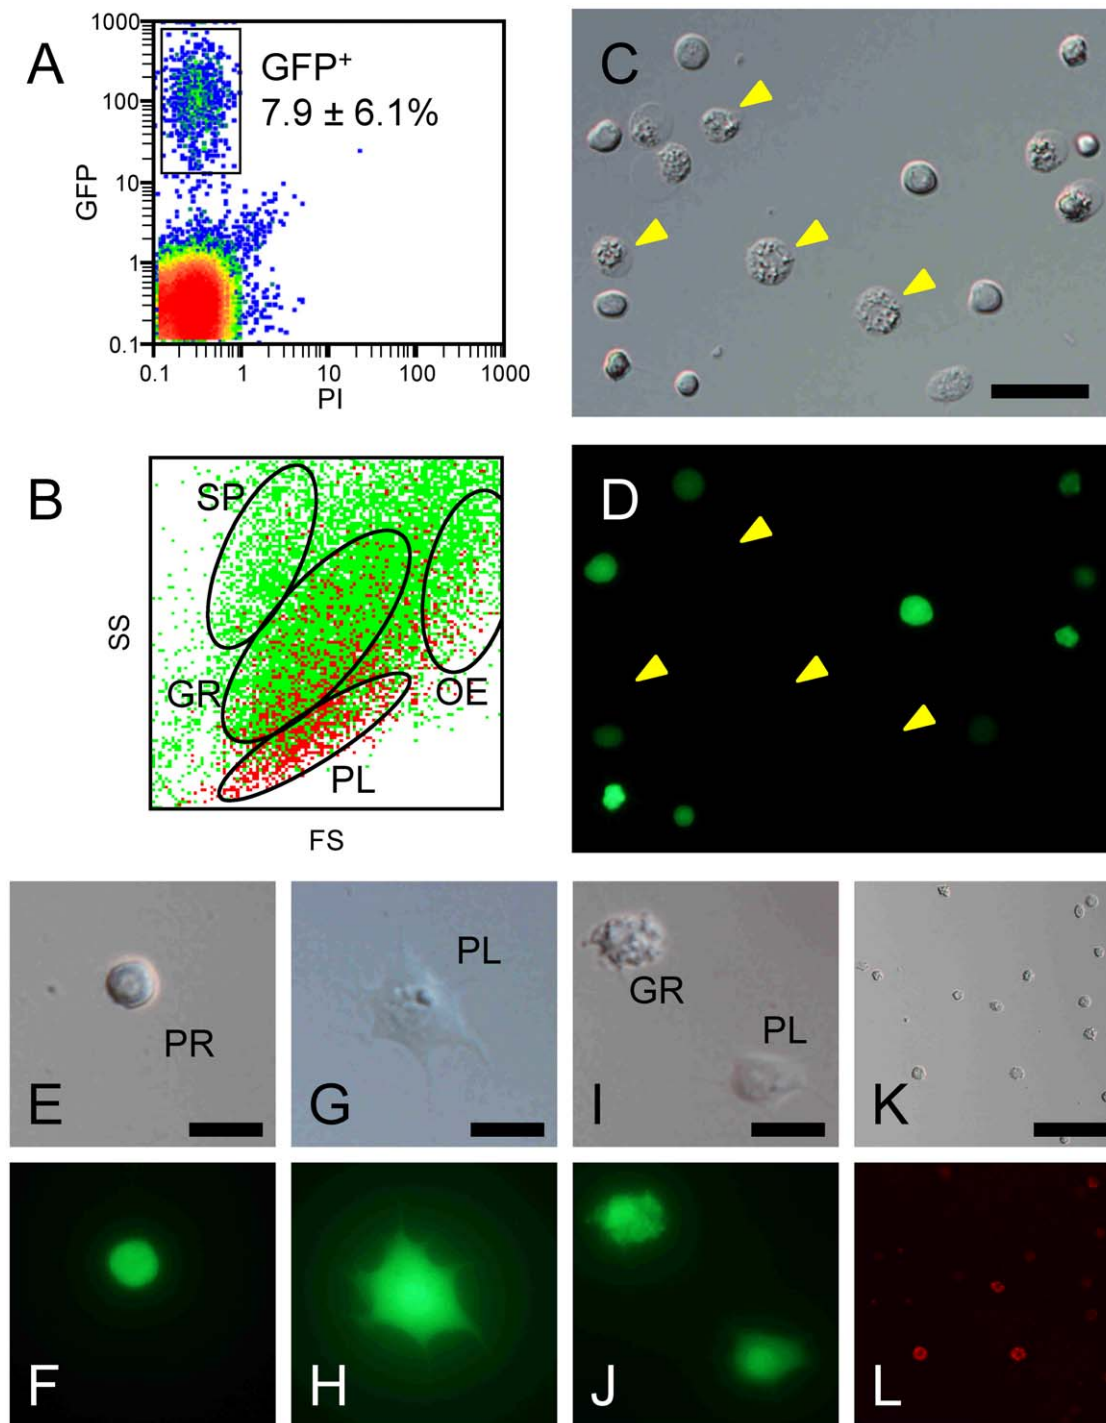 A
1000
100
10
1
0.1
GFP
GFP⁺
7.9 ± 6.1%
0.1
1
10
100
1000
PI
B
SP
GR
OE
PL
SS
FS
C
D
PR
E
PL
G
GR
PL
I
K
F
H
J
L